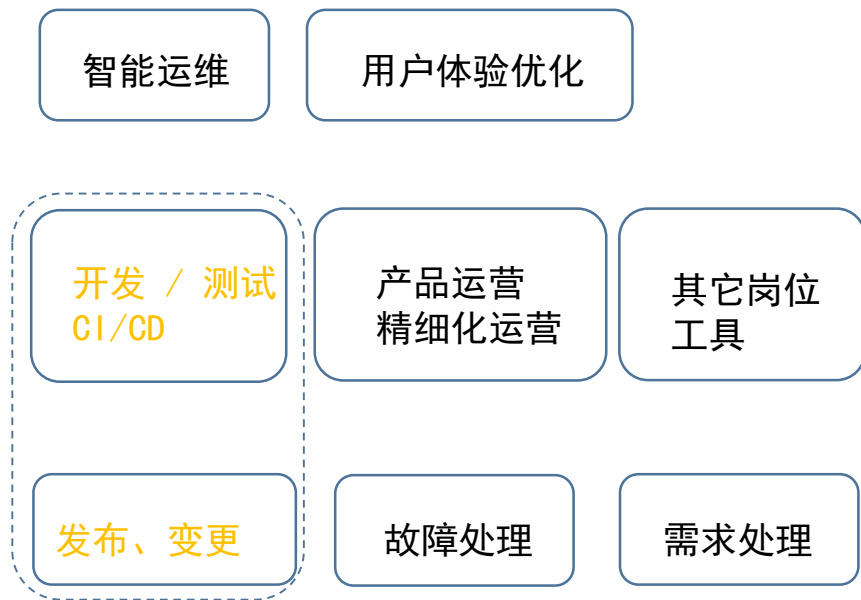 智能运维
用户体验优化
开发 / 测试
CI/CD
产品运营
精细化运营
其它岗位
工具
发布、变更
故障处理
需求处理